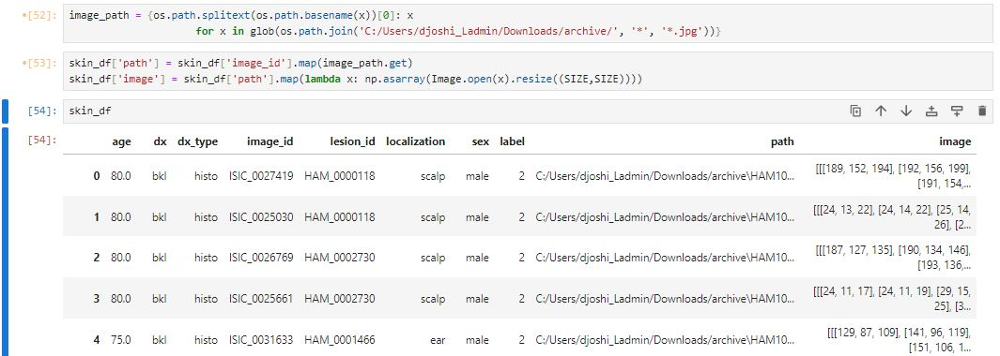 [52]: image_path = {os.path.splitext(os.path.basename(x))[0]: x
for x in glob(os.path.join('C:/Users/djoshi_Ladmin/Downloads/archive/', '*', '*.jpg'))}
[53]: skin_df['path'] = skin_df['image_id'].map(image_path.get)
skin_df['image'] = skin_df['path'].map(lambda x: np.asarray(Image.open(x).resize((SIZE,SIZE))))
[54]: skin_df
[54]:
age dx dx_type image_id lesion_id localization sex label path image
0 80.0 bkl histo ISIC_0027419 HAM_0000118 scalp male 2 C:/Users/djoshi_Ladmin/Downloads/archive\HAM10... [[[189, 152, 194], [192, 156, 199],
[191, 154,...
1 80.0 bkl histo ISIC_0025030 HAM_0000118 scalp male 2 C:/Users/djoshi_Ladmin/Downloads/archive\HAM10... [[[24, 13, 22], [24, 14, 22], [25, 14,
26], [2...
2 80.0 bkl histo ISIC_0026769 HAM_0002730 scalp male 2 C:/Users/djoshi_Ladmin/Downloads/archive\HAM10... [[[187, 127, 135], [190, 134, 146],
[193, 136,...
3 80.0 bkl histo ISIC_0025661 HAM_0002730 scalp male 2 C:/Users/djoshi_Ladmin/Downloads/archive\HAM10... [[[24, 11, 17], [24, 11, 19], [29, 15,
25], [3...
4 75.0 bkl histo ISIC_0031633 HAM_0001466 ear male 2 C:/Users/djoshi_Ladmin/Downloads/archive\HAM10... [[[129, 87, 109], [141, 96, 119],
[151, 106, 1...